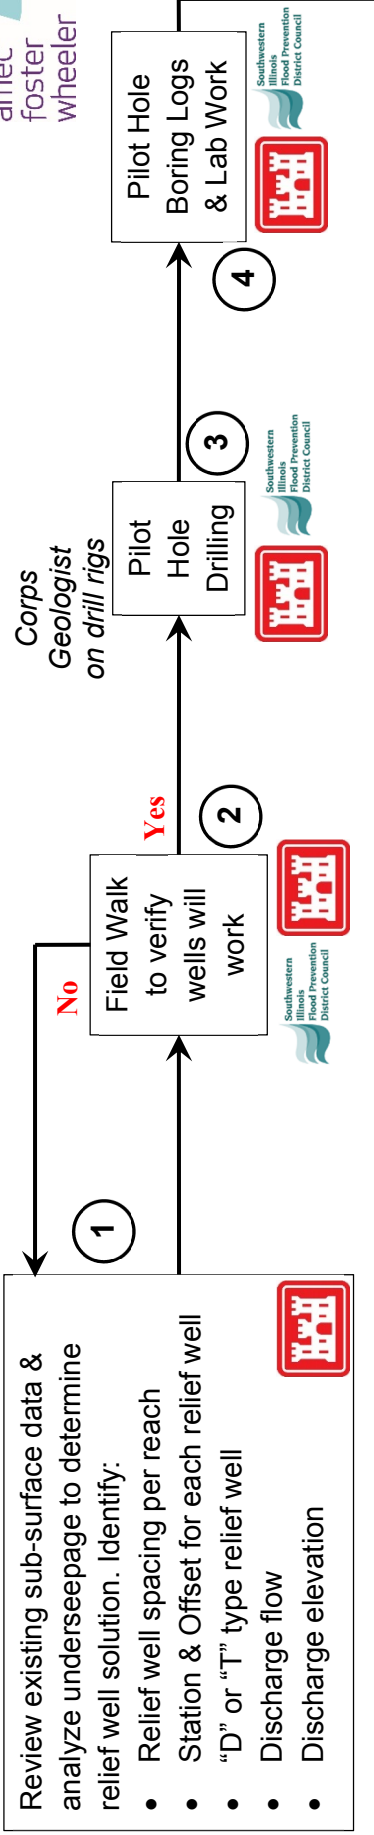 Review existing sub-surface data &
analyze underseepage to determine
relief well solution. Identify:
• Relief well spacing per reach
• Station & Offset for each relief well
• “D” or “T” type relief well
• Discharge flow
• Discharge elevation
1
No
Field Walk
to verify
wells will
work
Southwestern
Illinois
Flood Prevention
District Council
Yes
2
Corps
Geologist
on drill rigs
Pilot
Hole
Drilling
3
Southwestern
Illinois
Flood Prevention
District Council
4
Pilot Hole
Boring Logs
& Lab Work
Southwestern
Illinois
Flood Prevention
District Council
amec
foster
wheeler